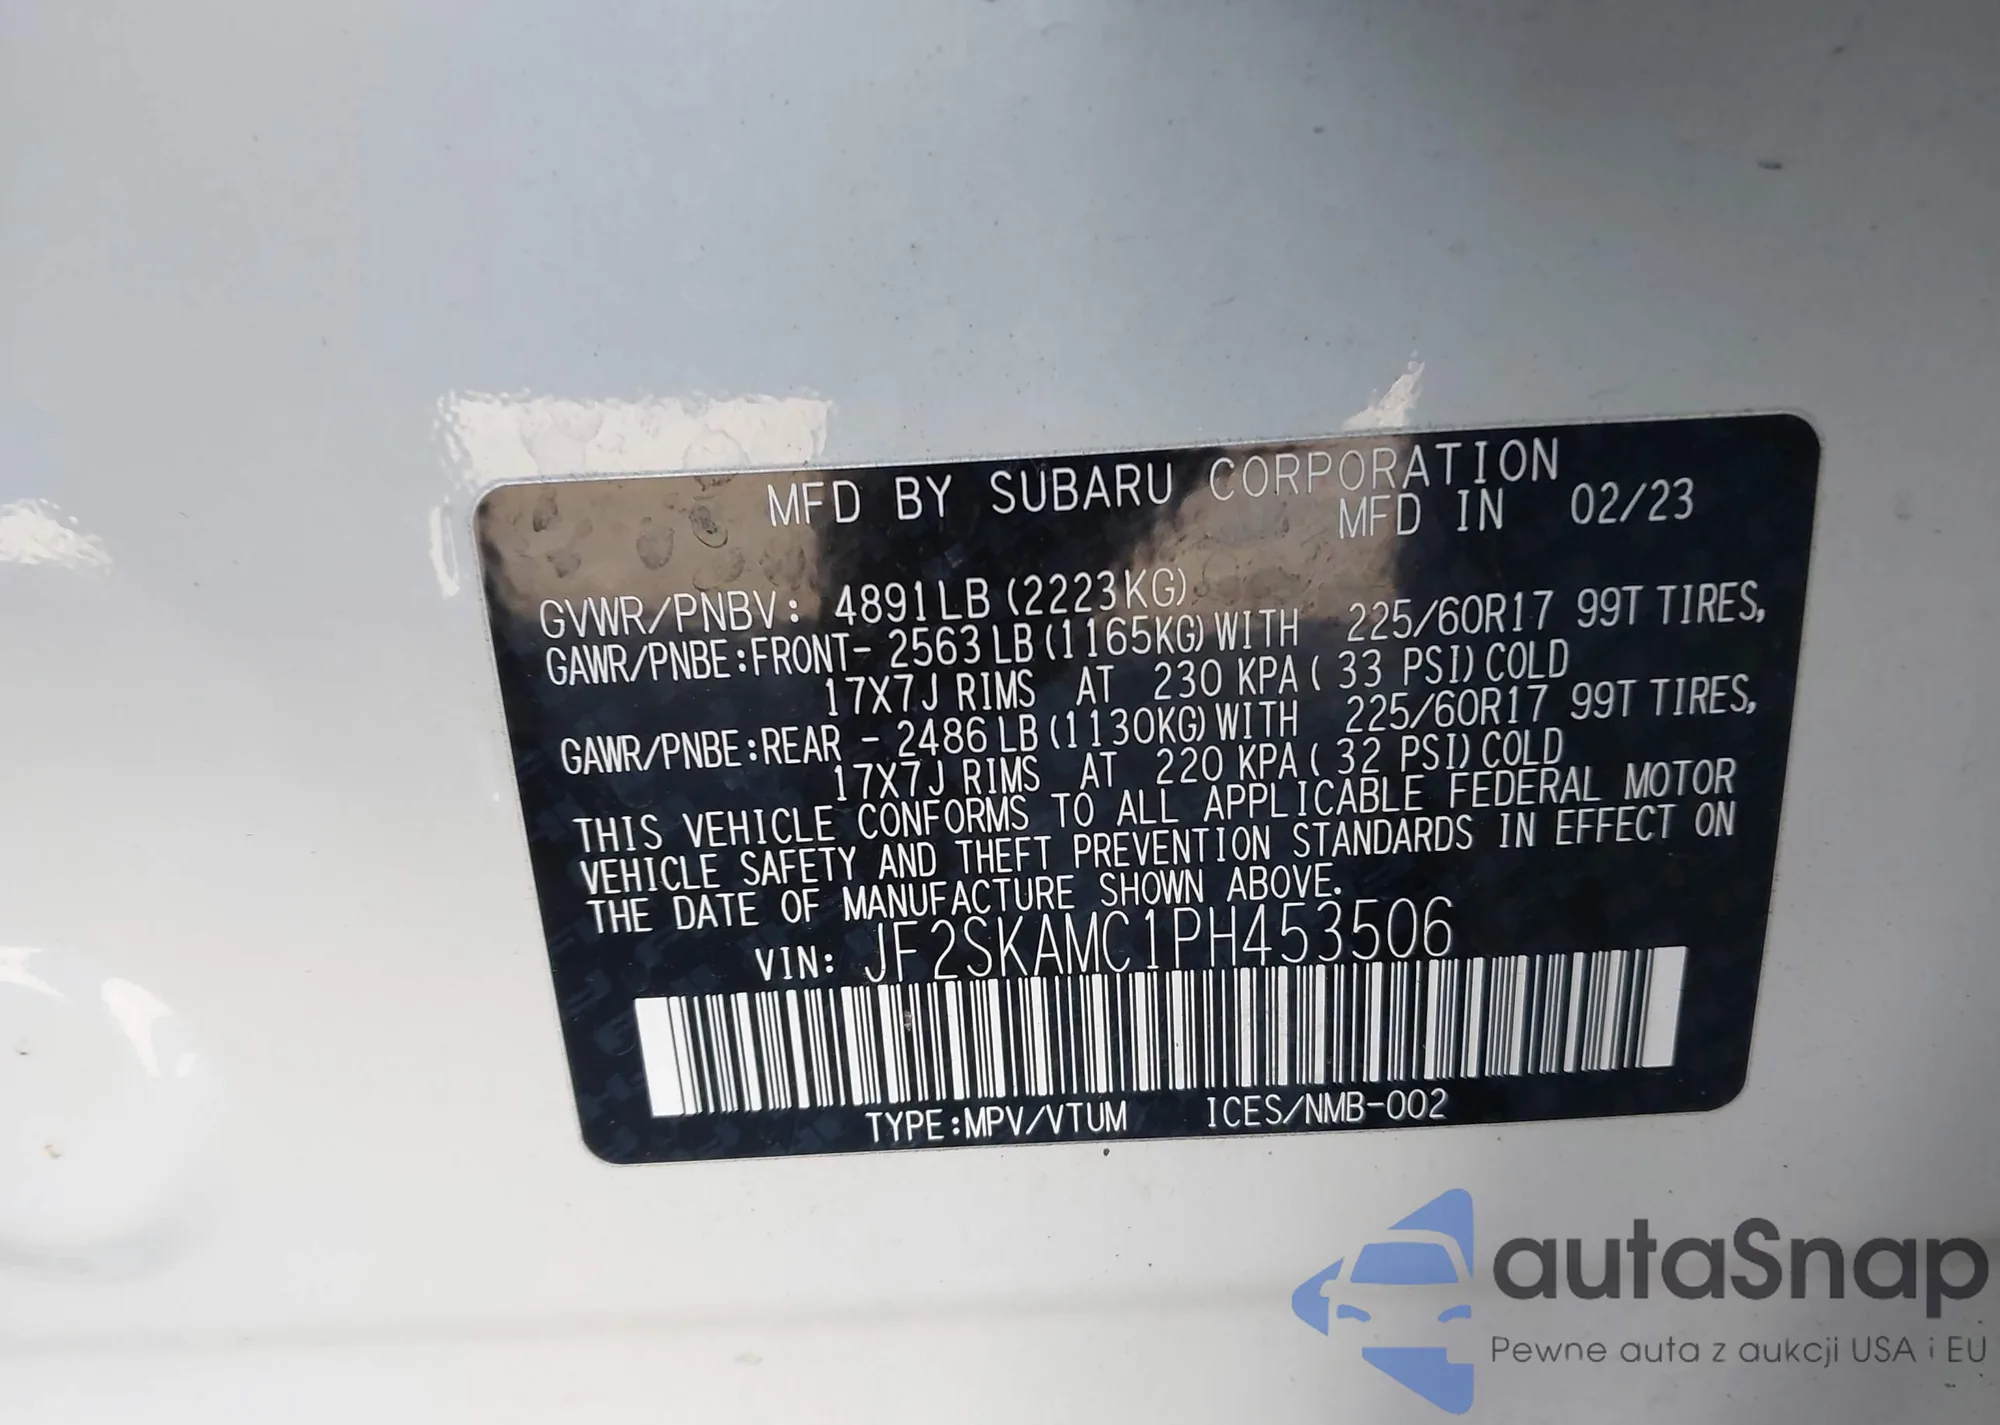 MFD BY SUBARU CORPORATION
MFD IN 02/23
GVWR/PNBV: 4891LB (2223KG)
GAWR/PNBE:FRONT- 2563LB (1165KG) WITH 225/60R17 99T TIRES,
17X7J RIMS AT 230 KPA( 33 PSI) COLD
GAWR/PNBE:REAR - 2486LB (1130KG) WITH 225/60R17 99T TIRES,
17X7J RIMS AT 220 KPA( 32 PSI) COLD
THIS VEHICLE CONFORMS TO ALL APPLICABLE FEDERAL MOTOR
VEHICLE SAFETY AND THEFT PREVENTION STANDARDS IN EFFECT ON
THE DATE OF MANUFACTURE SHOWN ABOVE.
VIN: JF2SKAMC1PH453506
TYPE:MPV/VTUM ICES/NMB-002
autaSnap
Pewne auta z aukcji USA i EU